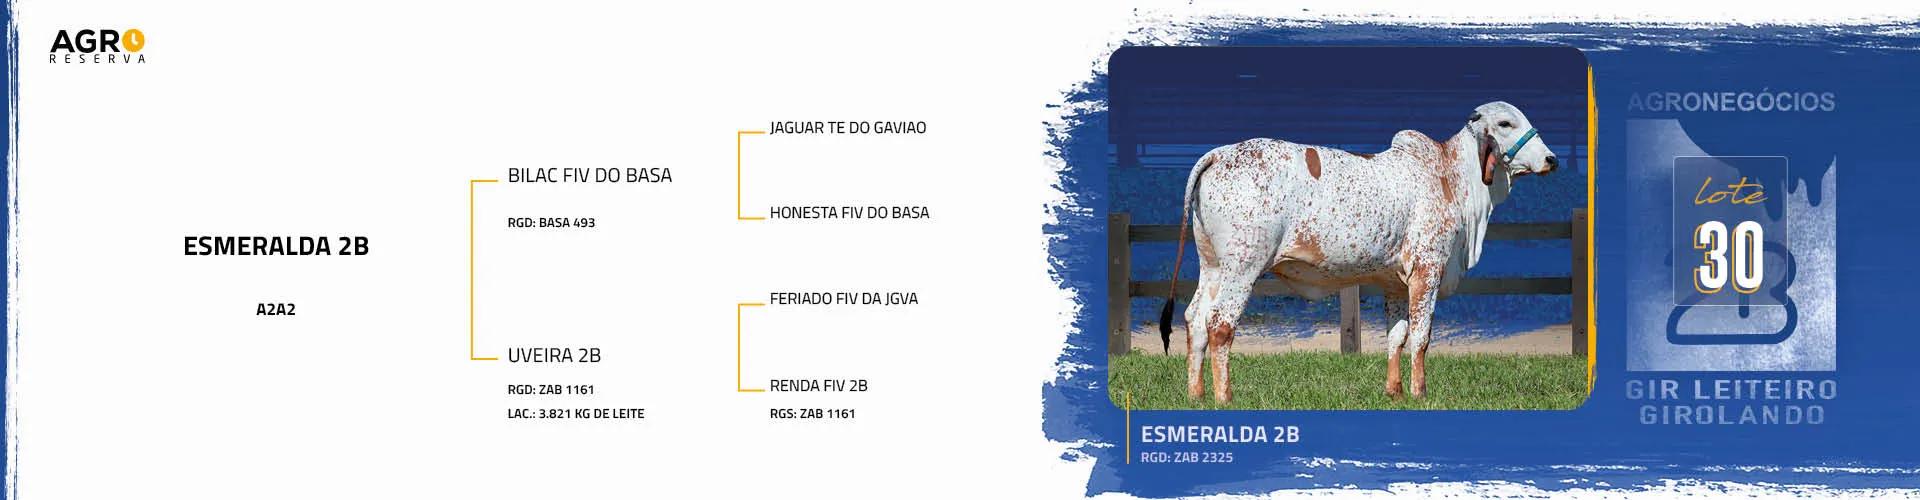 AGRO
RESERVA
ESMERALDA 2B
A2A2
BILAC FIV DO BASA
RGD: BASA 493
UVEIRA 2B
RGD: ZAB 1161
LAC.: 3.821 KG DE LEITE
JAGUAR TE DO GAVIAO
HONESTA FIV DO BASA
FERIADO FIV DA JGVA
RENDA FIV 2B
RGS: ZAB 1161
ESMERALDA 2B
RGD: ZAB 2325
AGRONEGÓCIOS
lote
30
2B
GIR LEITEIRO
GIROLANDO